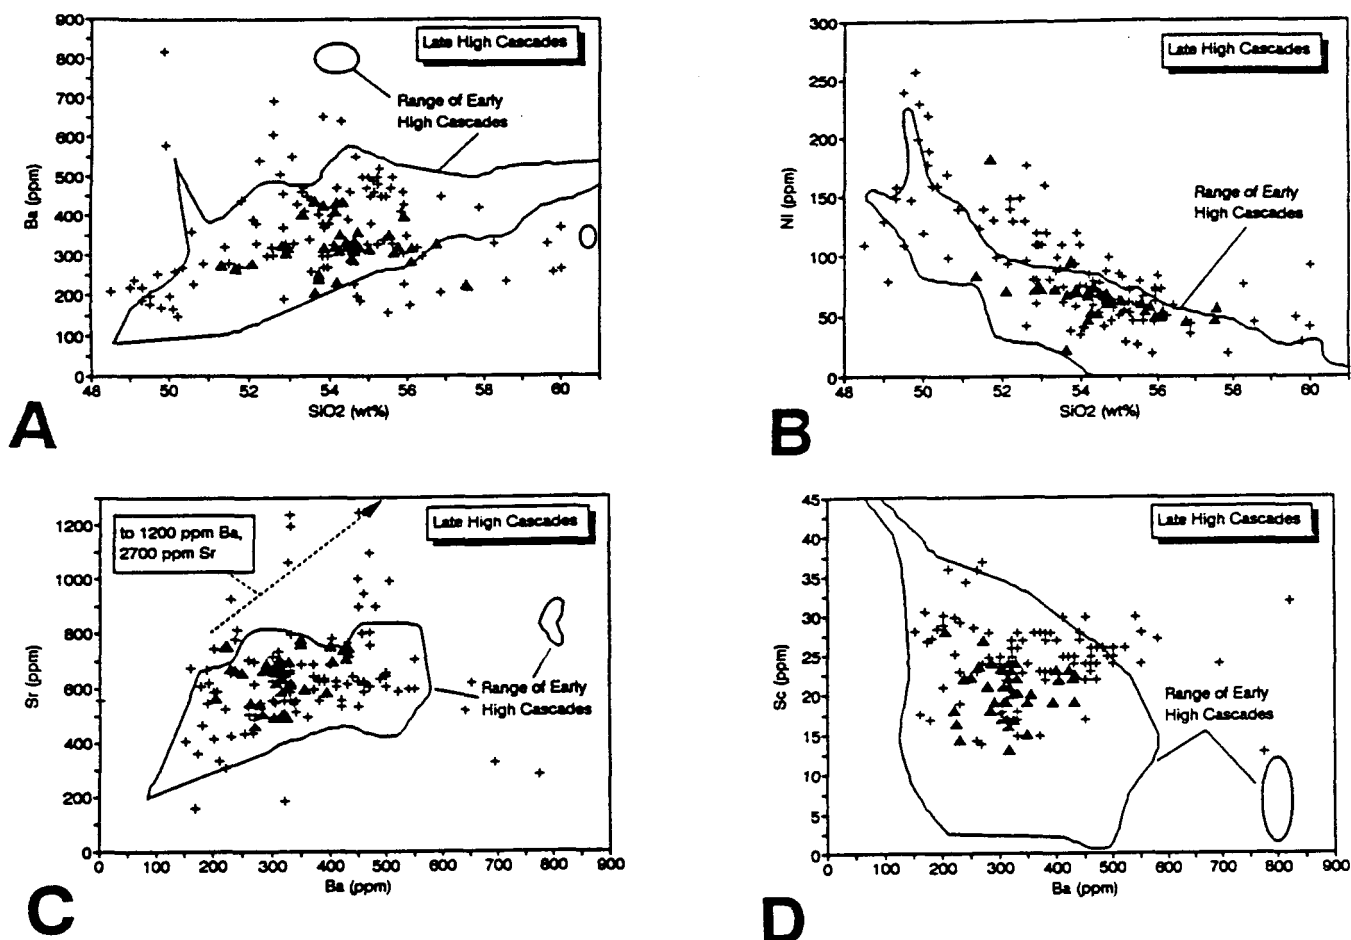 900
800
700
600
500
400
300
200
100
0
Ba (ppm)
48 50 52 54 56 58 60
SiO2 (wt%)
Late High Cascades
Range of Early
High Cascades
A
300
250
200
150
100
50
0
Ni (ppm)
48 50 52 54 56 58 60
SiO2 (wt%)
Late High Cascades
Range of Early
High Cascades
B
1200
1000
800
600
400
200
0
Sr (ppm)
0 100 200 300 400 500 600 700 800 900
Ba (ppm)
to 1200 ppm Ba,
2700 ppm Sr
Late High Cascades
Range of Early
High Cascades
C
45
40
35
30
25
20
15
10
5
0
Sc (ppm)
0 100 200 300 400 500 600 700 800 900
Ba (ppm)
Late High Cascades
Range of Early
High Cascades
D